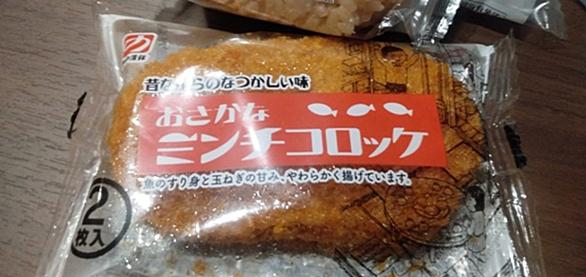 昔ながらのなつかしい味
おさかな
ミンチコロッケ
魚のすり身と玉ねぎの甘み、やわらかく揚げています。
2
枚入